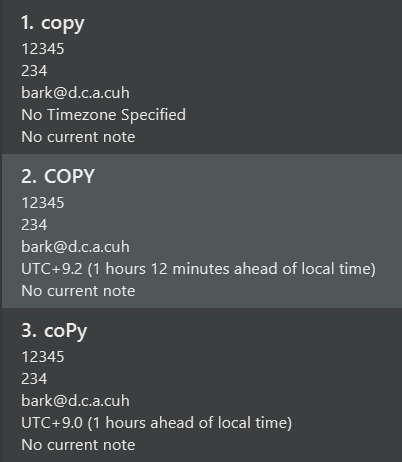 1. copy
12345
234
bark@d.c.a.cuh
No Timezone Specified
No current note
2. COPY
12345
234
bark@d.c.a.cuh
UTC+9.2 (1 hours 12 minutes ahead of local time)
No current note
3. coPy
12345
234
bark@d.c.a.cuh
UTC+9.0 (1 hours ahead of local time)
No current note